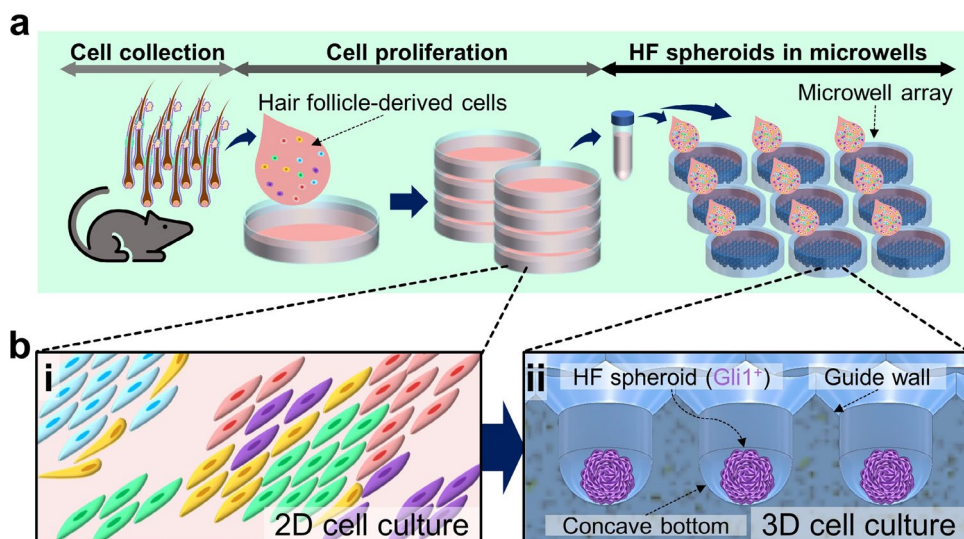 a
Cell collection
Cell proliferation
HF spheroids in microwells
Hair follicle-derived cells
Microwell array
b
i
2D cell culture
ii
HF spheroid (Gli1⁺)
Guide wall
Concave bottom
3D cell culture